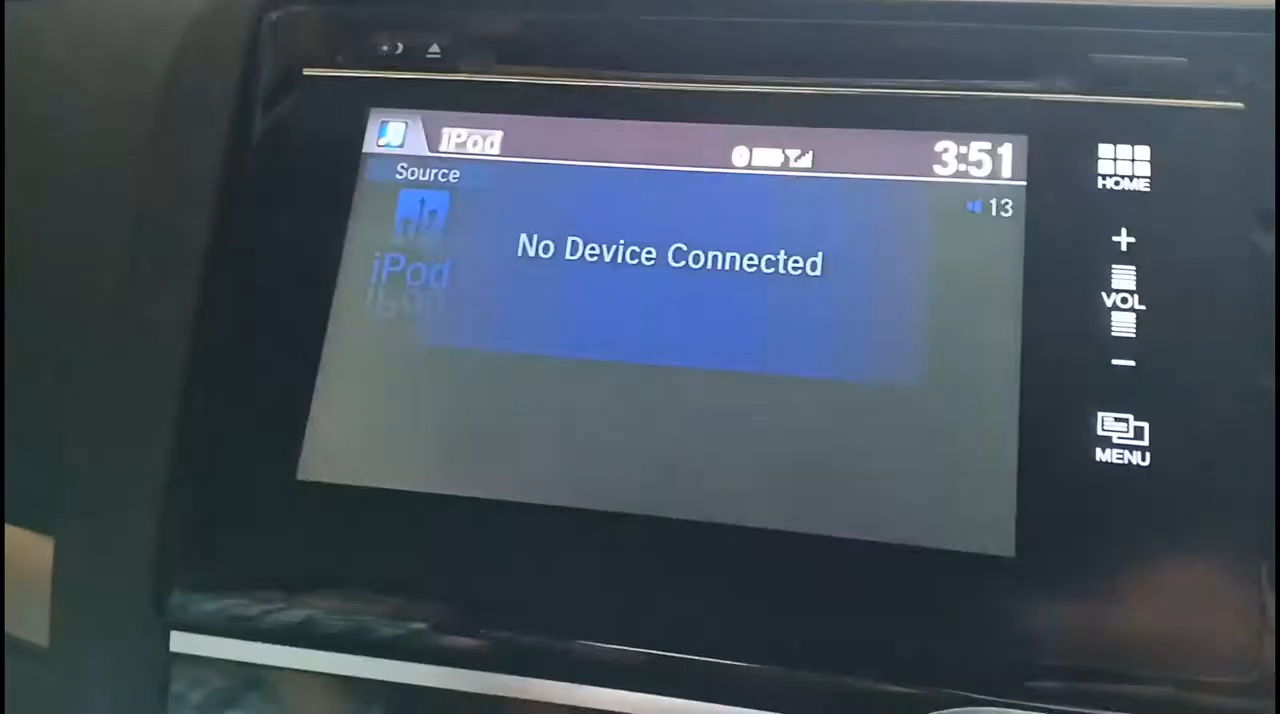 iPod
3:51
HOME
Source
13
No Device Connected
iPod
VOL
MENU